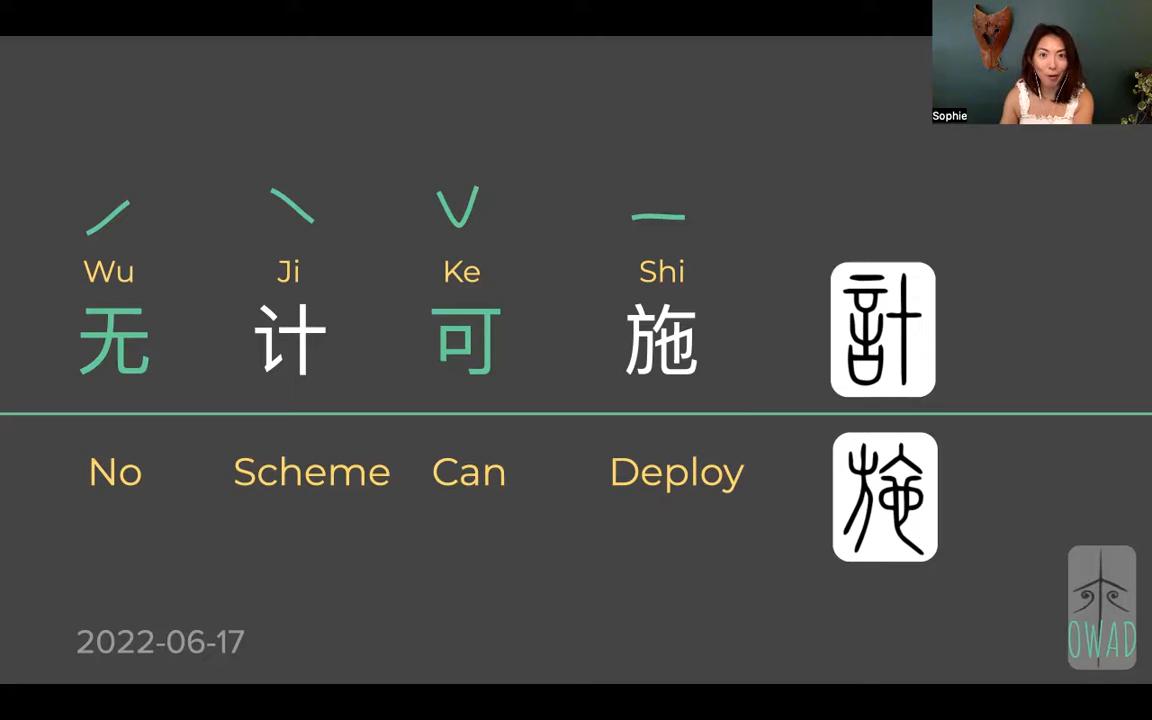 Sophie
Wu Ji Ke Shi
无 计 可 施
計
No Scheme Can Deploy
施
2022-06-17
OWAD